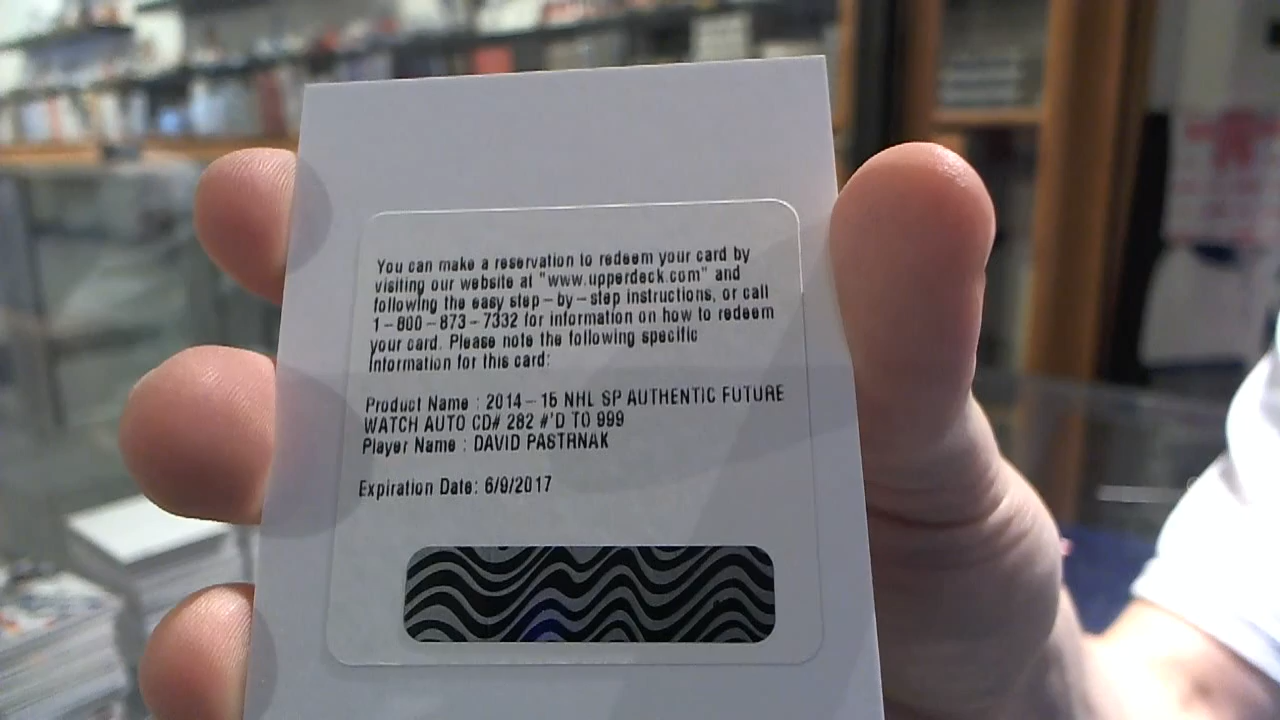 You can make a reservation to redeem your card by
visiting our website at "www.upperdeck.com" and
following the easy step-by-step instructions, or call
1-800-873-7332 for information on how to redeem
your card. Please note the following specific
information for this card:
Product Name : 2014-15 NHL SP AUTHENTIC FUTURE
WATCH AUTO CD# 282 #'D TO 999
Player Name : DAVID PASTRNAK
Expiration Date: 6/9/2017